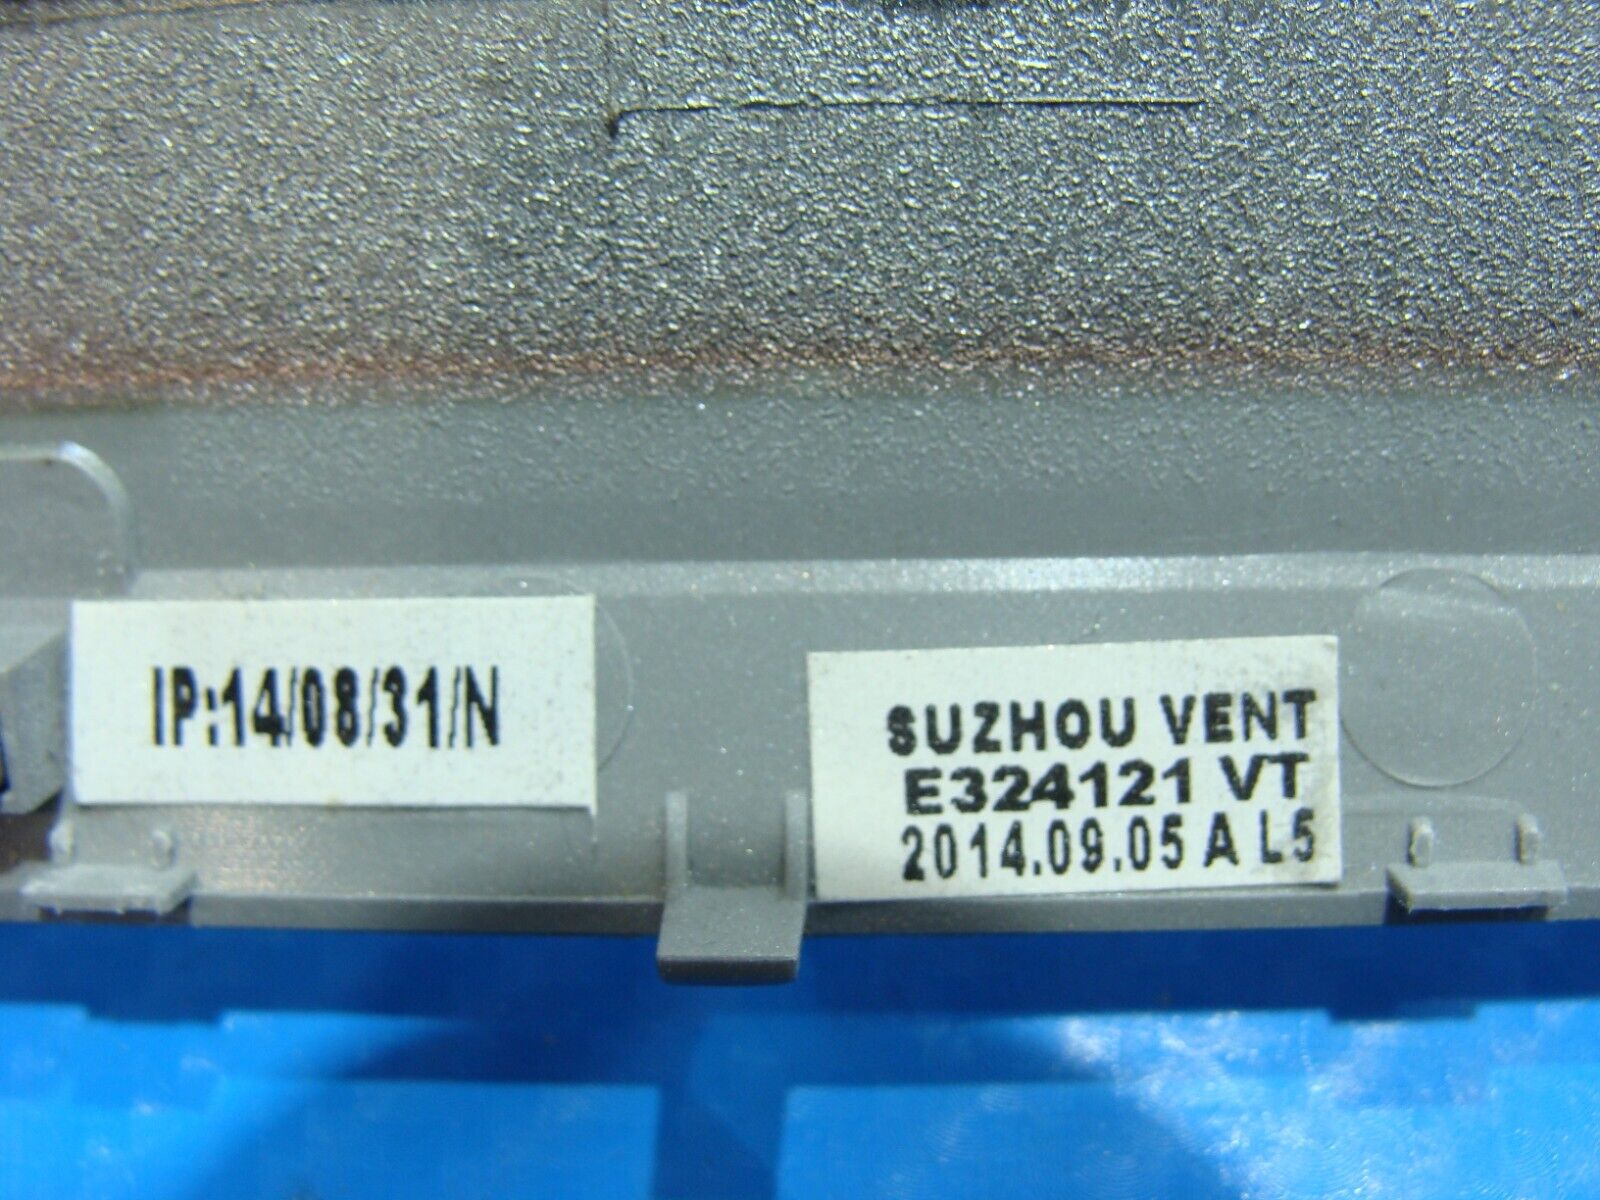 IP:14/08/31/N
SUZHOU VENT
E324121 VT
2014.09.05 A L5